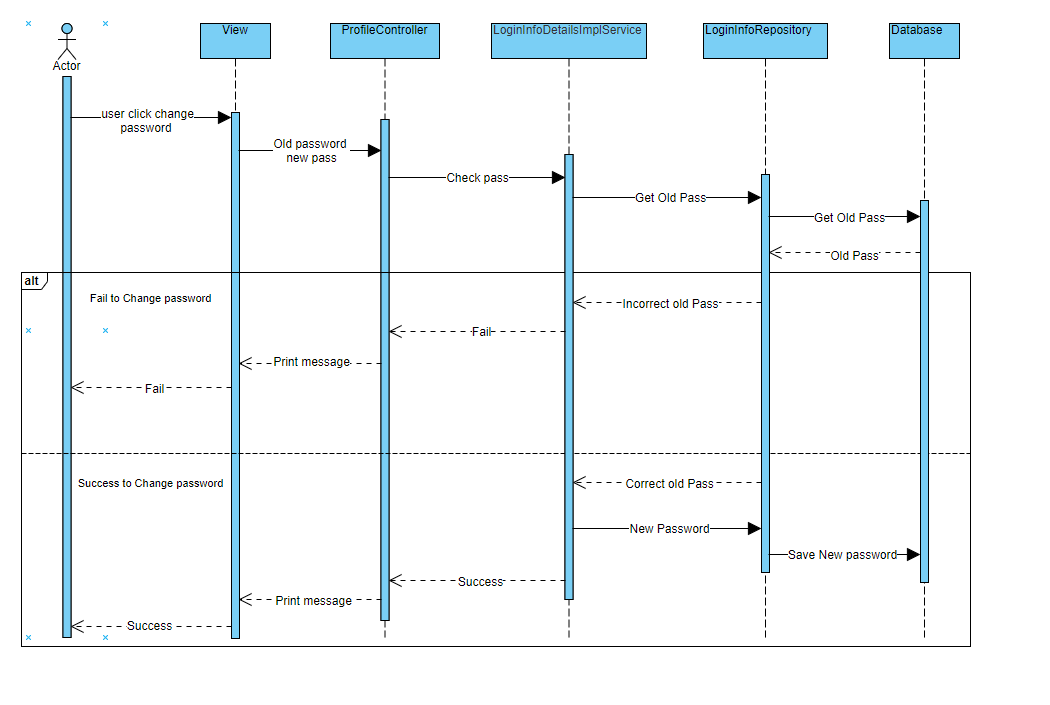 View
ProfileController
LoginInfoDetailsImplService
LoginInfoRepository
Database
Actor
user click change
password
Old password
new pass
Check pass
Get Old Pass
Get Old Pass
Old Pass
alt
Fail to Change password
Incorrect old Pass
Fail
Print message
Fail
Success to Change password
Correct old Pass
New Password
Save New password
Success
Print message
Success